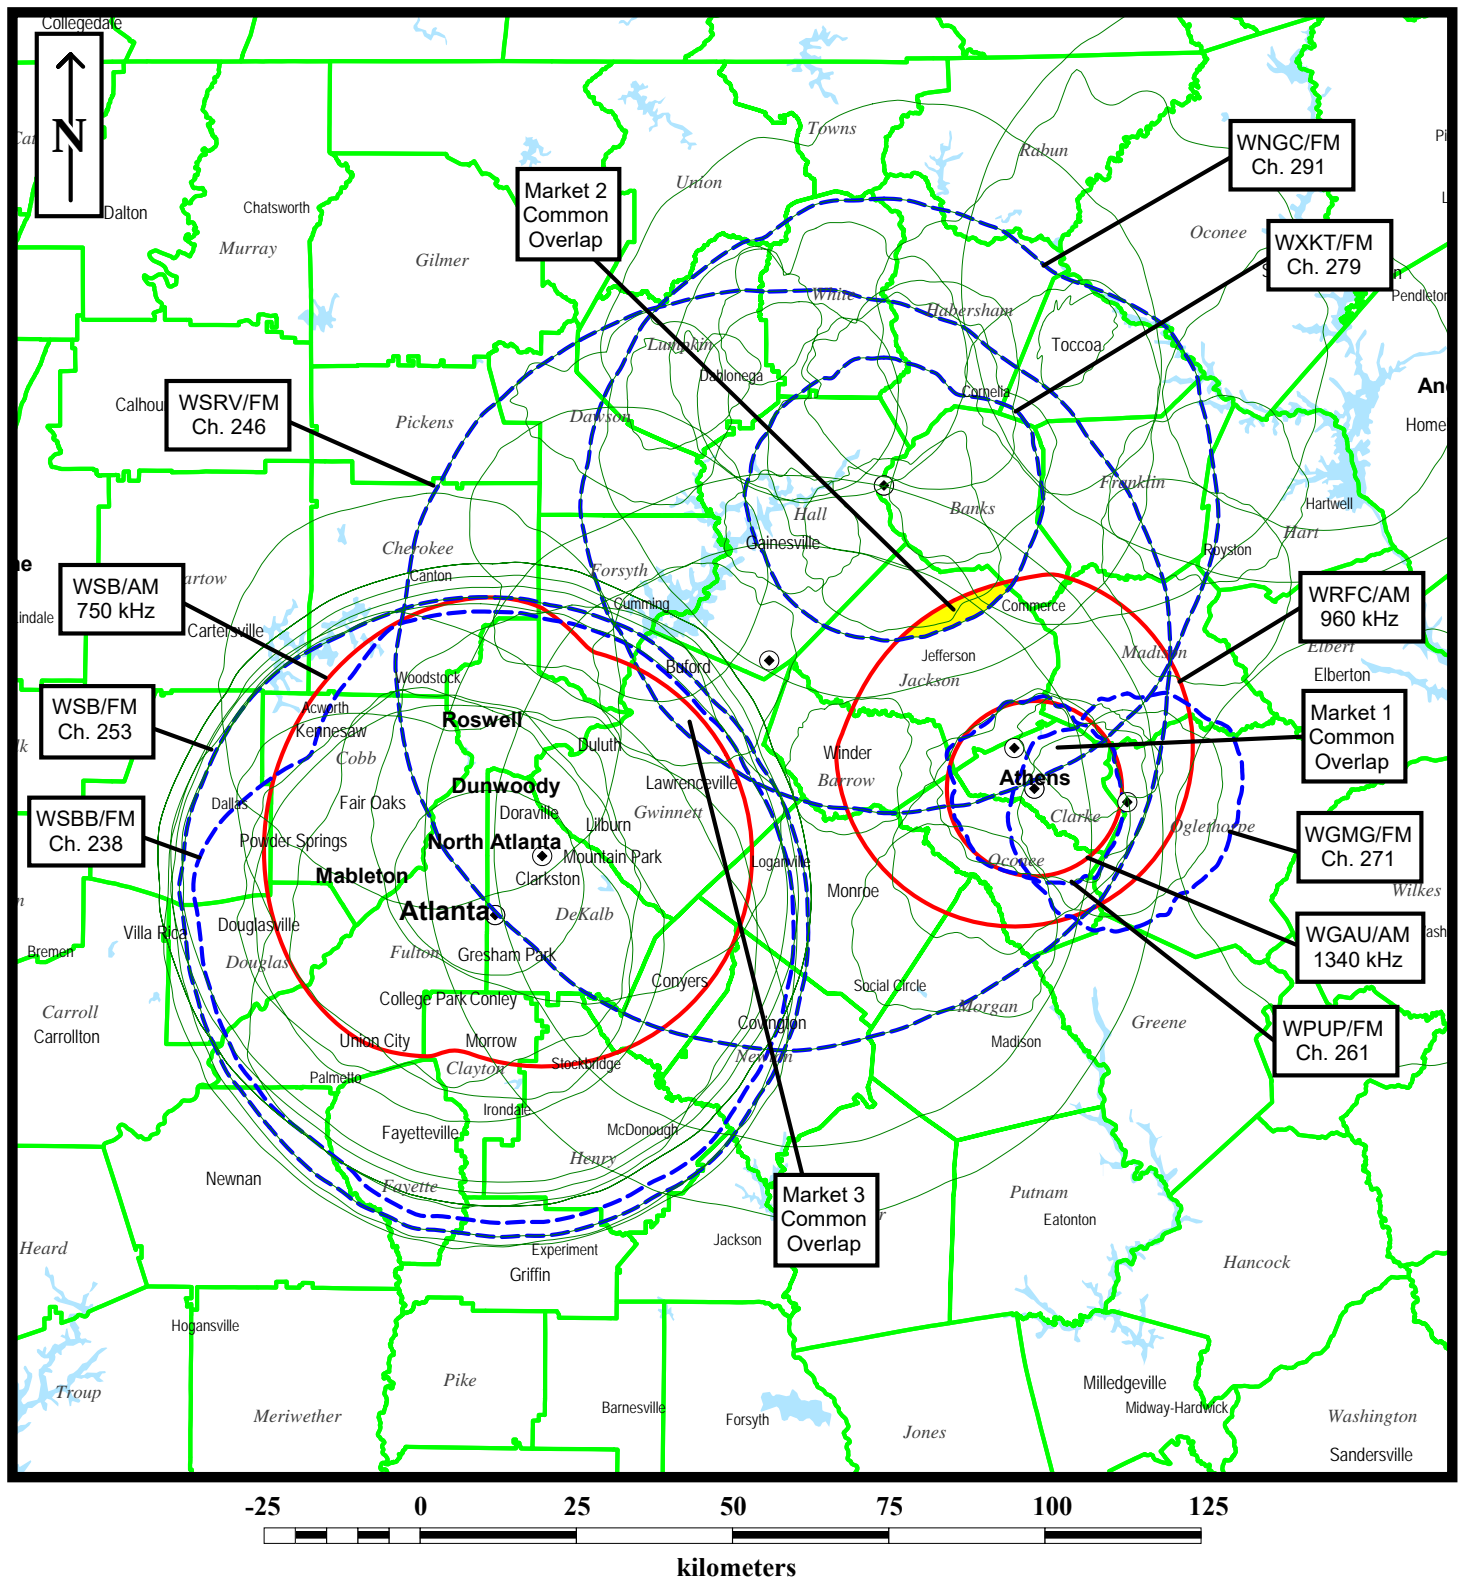 Collegedale
N
Dalton
Chatsworth
Murray
Gilmer
Union
Towns
Rabun
Oconee
Pendleton
Market 2
Common
Overlap
WNGC/FM
Ch. 291
WXKT/FM
Ch. 279
White
Habersham
Lumpkin
Toccoa
Dahlonega
Cornelia
Calhou
WSRV/FM
Ch. 246
Pickens
Dawson
Home
Franklin
Hall
Banks
Hartwell
Hart
Gainesville
Royston
Cherokee
Canton
Forsyth
Cumming
Commerce
artow
WSB/AM
750 kHz
WRFC/AM
960 kHz
Cartersville
Buford
Jefferson
Jackson
Madison
Elbert
Elberton
Woodstock
Acworth
Kennesaw
Roswell
WSB/FM
Ch. 253
Market 1
Common
Overlap
Cobb
Duluth
Winder
Barrow
Athens
Dunwoody
Lawrenceville
Gwinnett
Dallas
Fair Oaks
Doraville
Lilburn
Clarke
Oglethorpe
WSBB/FM
Ch. 238
WGMG/FM
Ch. 271
Powder Springs
North Atlanta
Mountain Park
Loganville
Oconee
Mableton
Clarkston
Monroe
Wilkes
Atlanta
DeKalb
Villa Rica
Douglasville
Bremen
Douglas
Fulton
Gresham Park
WGAU/AM
1340 kHz
Conyers
Social Circle
College Park
Conley
Morgan
Carroll
Carrollton
Covington
Newton
Greene
Madison
WPUP/FM
Ch. 261
Union City
Morrow
Clayton
Stockbridge
Palmetto
Irondale
Fayetteville
McDonough
Henry
Newnan
Fayette
Market 3
Common
Overlap
Putnam
Eatonton
Jackson
Heard
Experiment
Griffin
Hancock
Hogansville
Troup
Pike
Meriwether
Barnesville
Forsyth
Jones
Milledgeville
Midway-Hardwick
Washington
Sandersville
-25 0 25 50 75 100 125
kilometers